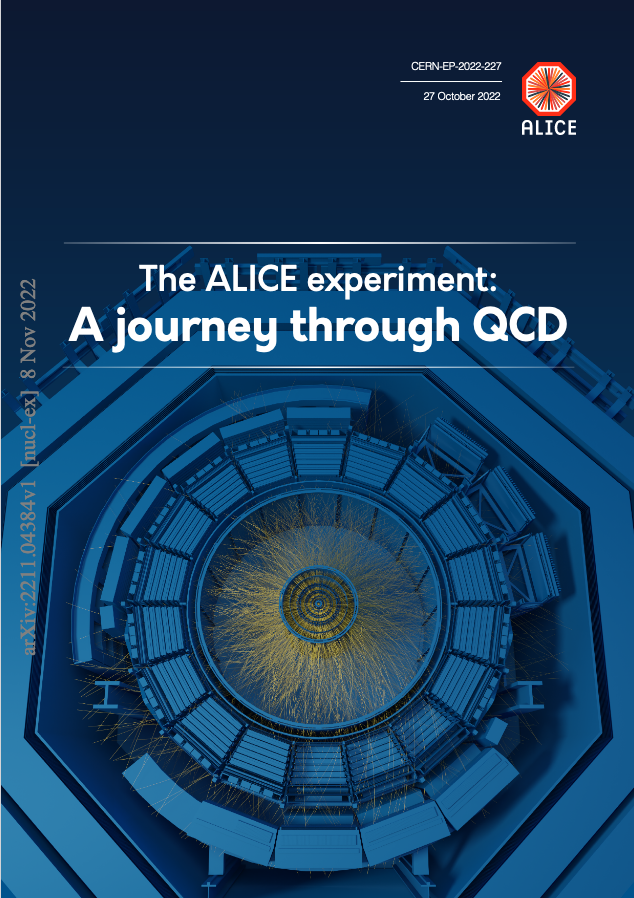 CERN-EP-2022-227
27 October 2022
ALICE
The ALICE experiment:
A journey through QCD
arXiv:2211.04384v1 [nucl-ex] 8 Nov 2022